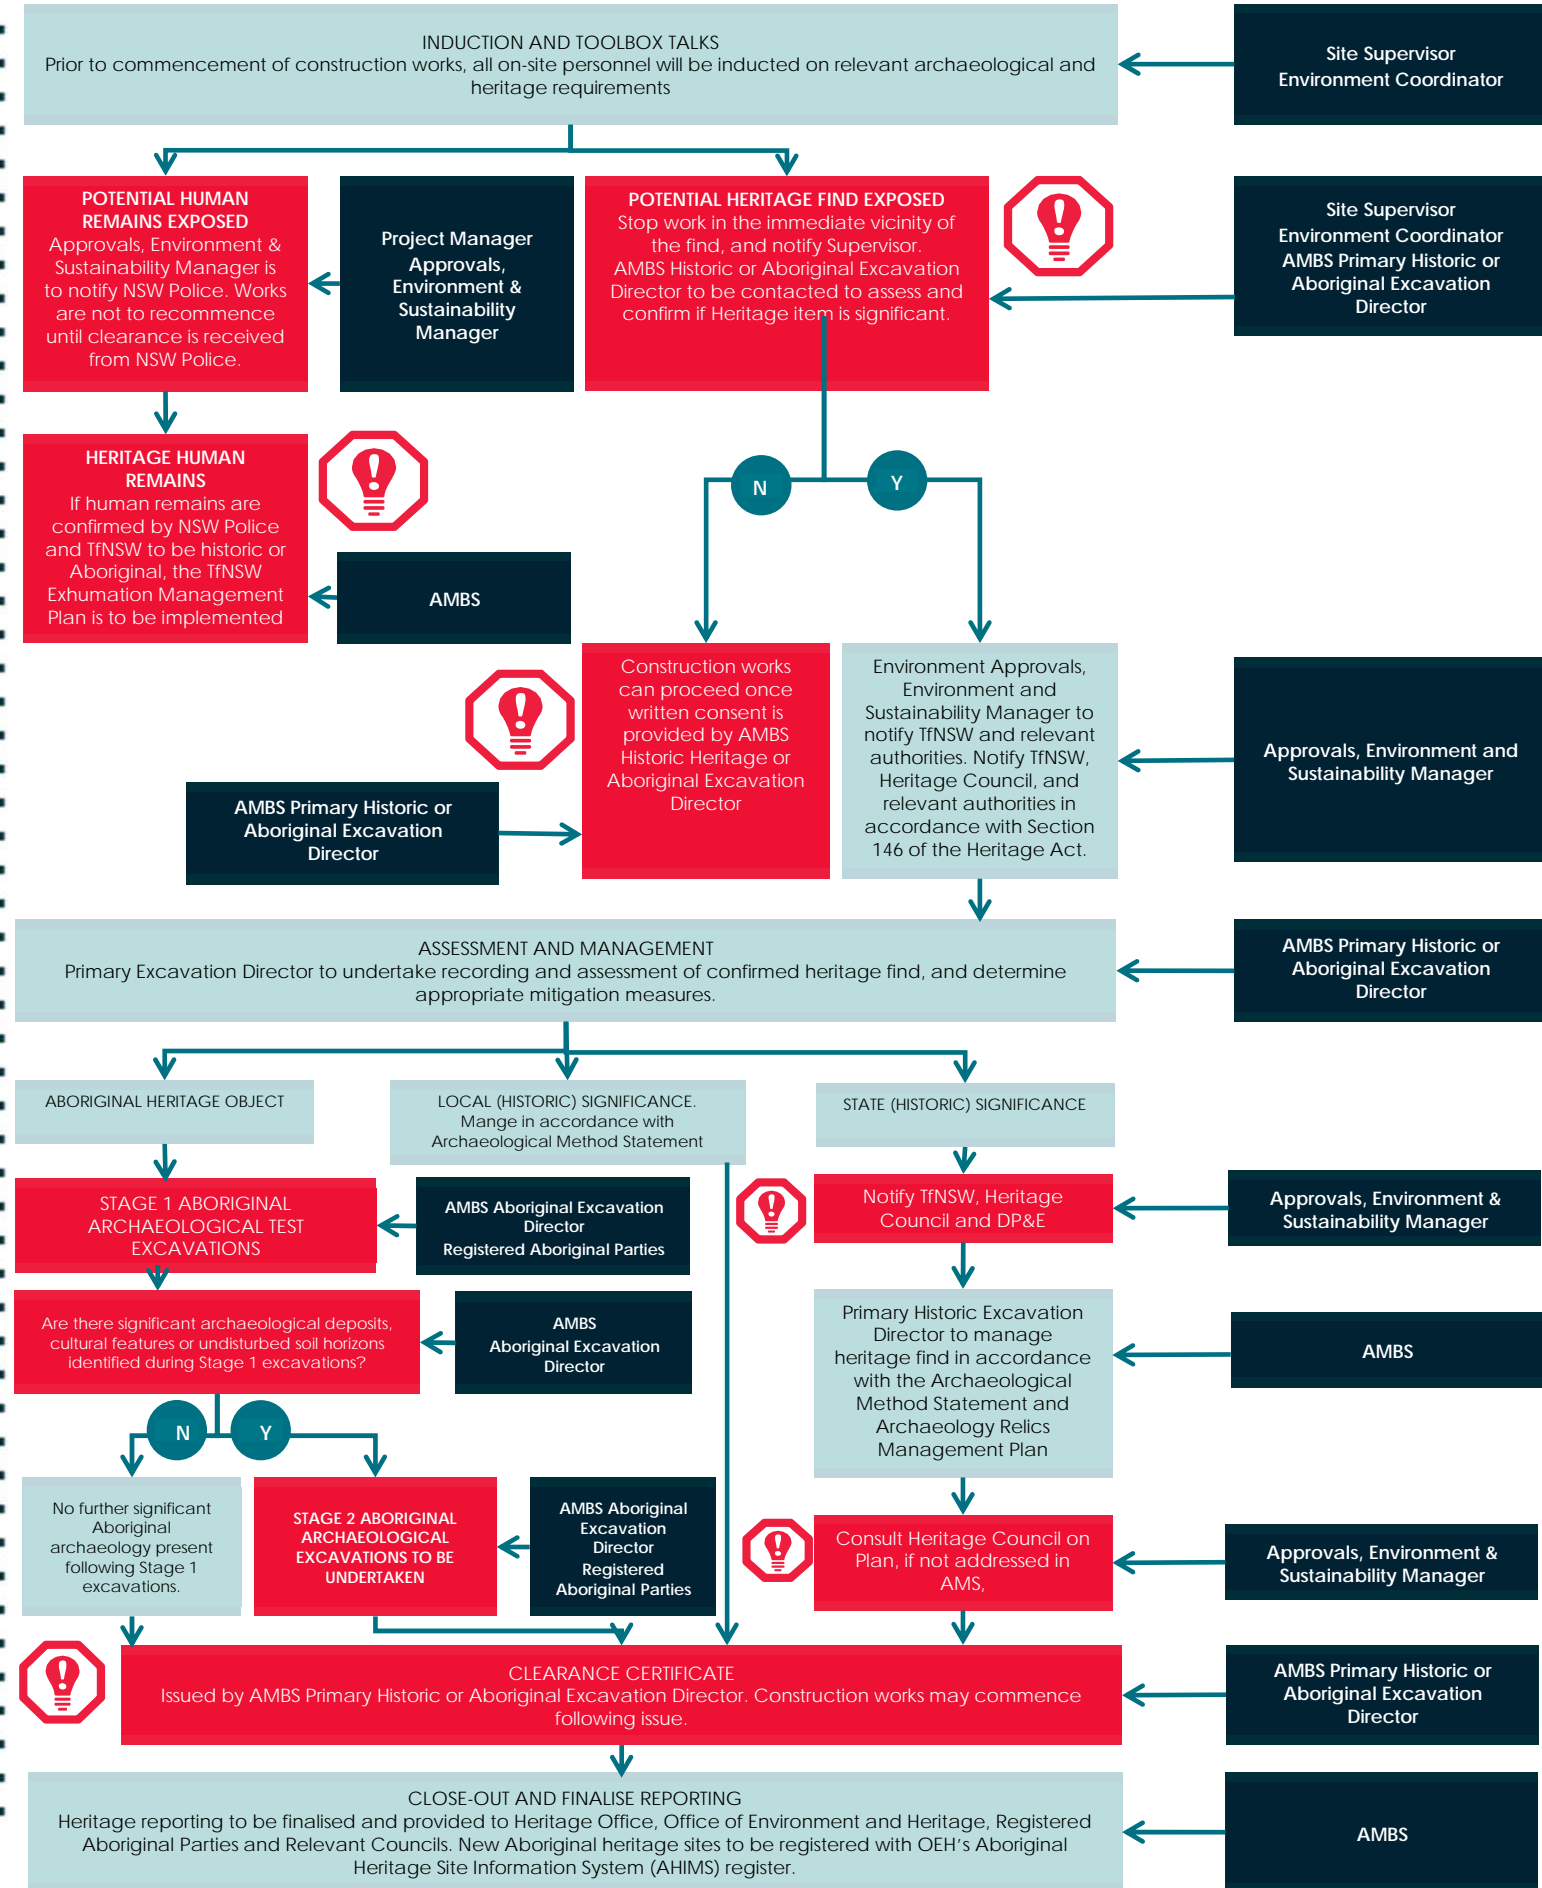 INDUCTION AND TOOLBOX TALKS
Prior to commencement of construction works, all on-site personnel will be inducted on relevant archaeological and
heritage requirements
Site Supervisor
Environment Coordinator
POTENTIAL HUMAN
REMAINS EXPOSED
Approvals, Environment &
Sustainability Manager is
to notify NSW Police. Works
are not to recommence
until clearance is received
from NSW Police.
Project Manager
Approvals,
Environment &
Sustainability
Manager
POTENTIAL HERITAGE FIND EXPOSED
Stop work in the immediate vicinity of
the find, and notify Supervisor.
AMBS Historic or Aboriginal Excavation
Director to be contacted to assess and
confirm if Heritage item is significant.
Site Supervisor
Environment Coordinator
AMBS Primary Historic or
Aboriginal Excavation
Director
HERITAGE HUMAN
REMAINS
If human remains are
confirmed by NSW Police
and TfNSW to be historic or
Aboriginal, the TfNSW
Exhumation Management
Plan is to be implemented
AMBS
N
Y
Construction works
can proceed once
written consent is
provided by AMBS
Historic Heritage or
Aboriginal Excavation
Director
AMBS Primary Historic or
Aboriginal Excavation
Director
Environment Approvals,
Environment and
Sustainability Manager to
notify TfNSW and relevant
authorities. Notify TfNSW,
Heritage Council, and
relevant authorities in
accordance with Section
146 of the Heritage Act.
Approvals, Environment and
Sustainability Manager
ASSESSMENT AND MANAGEMENT
Primary Excavation Director to undertake recording and assessment of confirmed heritage find, and determine
appropriate mitigation measures.
AMBS Primary Historic or
Aboriginal Excavation
Director
ABORIGINAL HERITAGE OBJECT
LOCAL (HISTORIC) SIGNIFICANCE.
Mange in accordance with
Archaeological Method Statement
STATE (HISTORIC) SIGNIFICANCE
STAGE 1 ABORIGINAL
ARCHAEOLOGICAL TEST
EXCAVATIONS
AMBS Aboriginal Excavation
Director
Registered Aboriginal Parties
Notify TfNSW, Heritage
Council and DP&E
Approvals, Environment &
Sustainability Manager
Are there significant archaeological deposits,
cultural features or undisturbed soil horizons
identified during Stage 1 excavations?
AMBS
Aboriginal Excavation
Director
Primary Historic Excavation
Director to manage
heritage find in accordance
with the Archaeological
Method Statement and
Archaeology Relics
Management Plan
AMBS
N
Y
No further significant
Aboriginal
archaeology present
following Stage 1
excavations.
STAGE 2 ABORIGINAL
ARCHAEOLOGICAL
EXCAVATIONS TO BE
UNDERTAKEN
AMBS Aboriginal
Excavation
Director
Registered
Aboriginal Parties
Consult Heritage Council on
Plan, if not addressed in
AMS,
Approvals, Environment &
Sustainability Manager
CLEARANCE CERTIFICATE
Issued by AMBS Primary Historic or Aboriginal Excavation Director. Construction works may commence
following issue.
AMBS Primary Historic or
Aboriginal Excavation
Director
CLOSE-OUT AND FINALISE REPORTING
Heritage reporting to be finalised and provided to Heritage Office, Office of Environment and Heritage, Registered
Aboriginal Parties and Relevant Councils. New Aboriginal heritage sites to be registered with OEH's Aboriginal
Heritage Site Information System (AHIMS) register.
AMBS